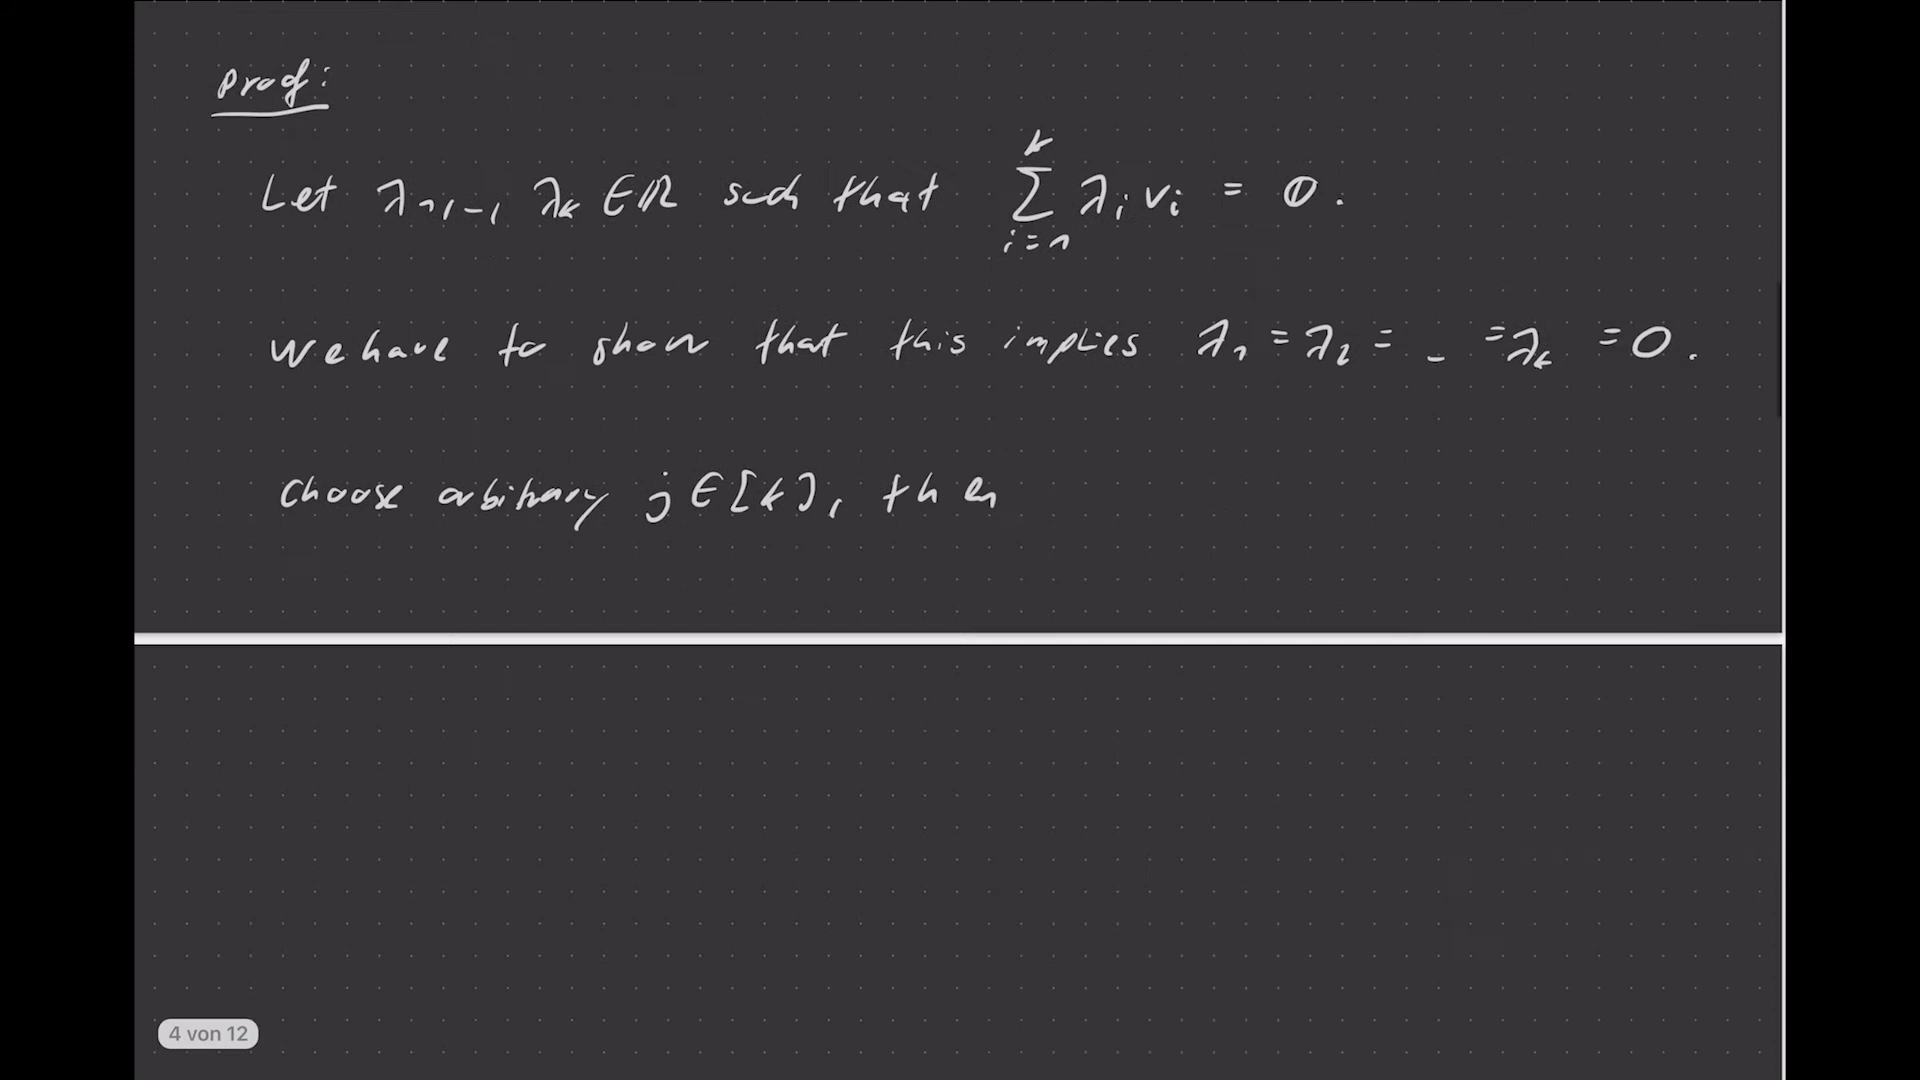 Proof:
Let λ₁,–, λₖ ∈ ℝ such that ∑_{i=1}^{k} λᵢ vᵢ = 𝟘.
We have to show that this implies λ₁ = λ₂ = _ = λₖ = 0.
Choose arbitrary j ∈ [k], then
4 von 12